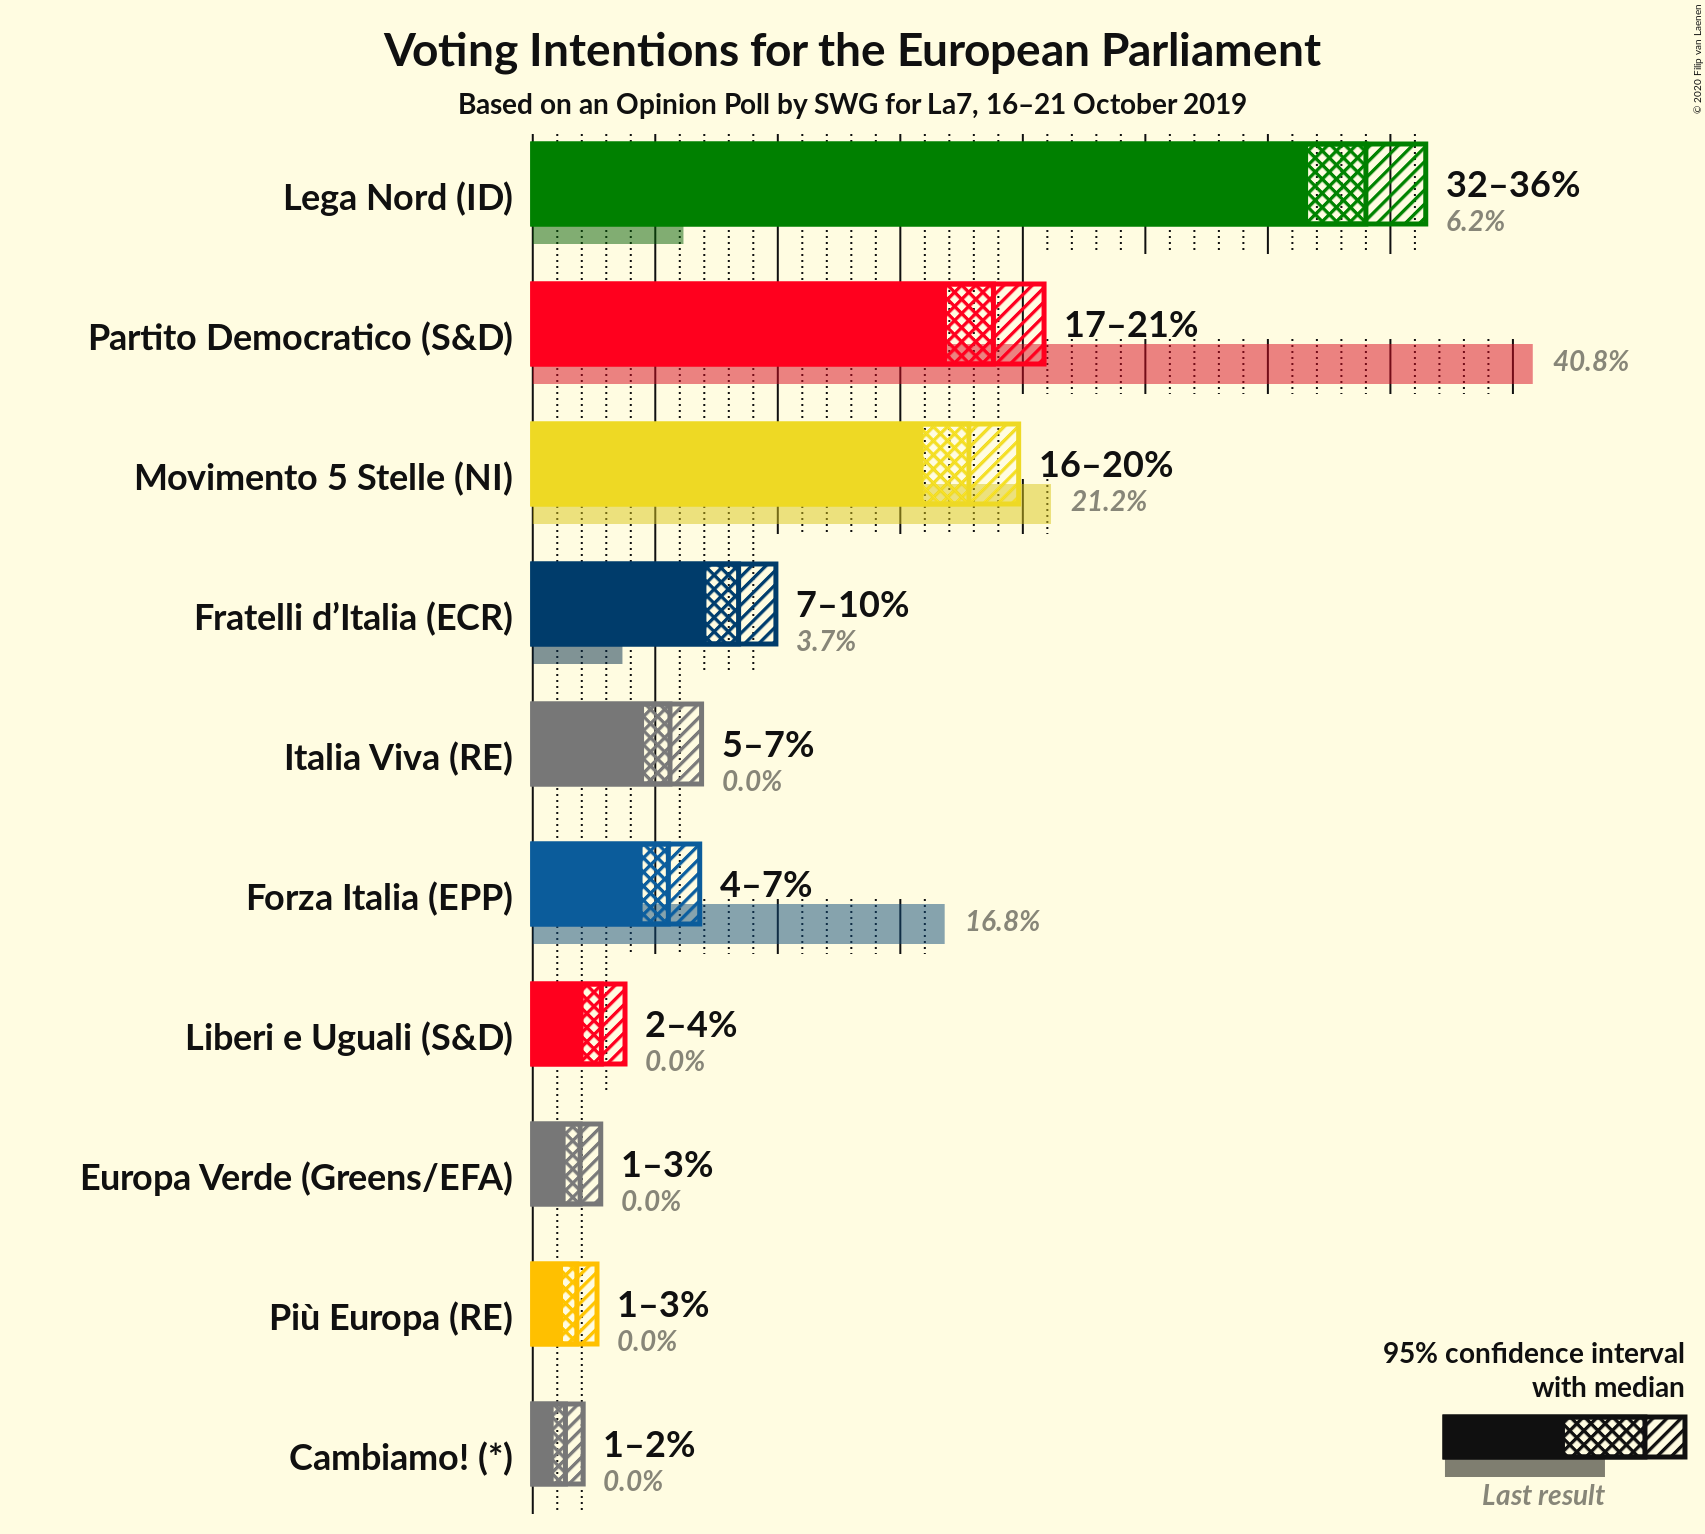 Voting Intentions for the European Parliament
Based on an Opinion Poll by SWG for La7, 16–21 October 2019
© 2020 Filip van Laenen
Lega Nord (ID)
32–36%
6.2%
Partito Democratico (S&D)
17–21%
40.8%
Movimento 5 Stelle (NI)
16–20%
21.2%
Fratelli d’Italia (ECR)
7–10%
3.7%
Italia Viva (RE)
5–7%
0.0%
Forza Italia (EPP)
4–7%
16.8%
Liberi e Uguali (S&D)
2–4%
0.0%
Europa Verde (Greens/EFA)
1–3%
0.0%
Più Europa (RE)
1–3%
0.0%
Cambiamo! (*)
1–2%
0.0%
95% confidence interval
with median
Last result